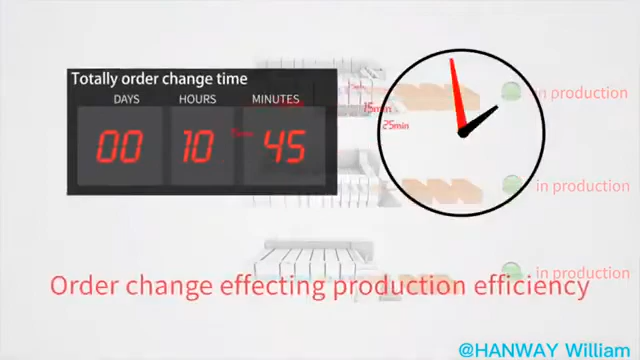 Totally order change time
DAYS HOURS MINUTES
00 10 45
15min
25min
in production
in production
in production
Order change effecting production efficiency
@HANWAY William